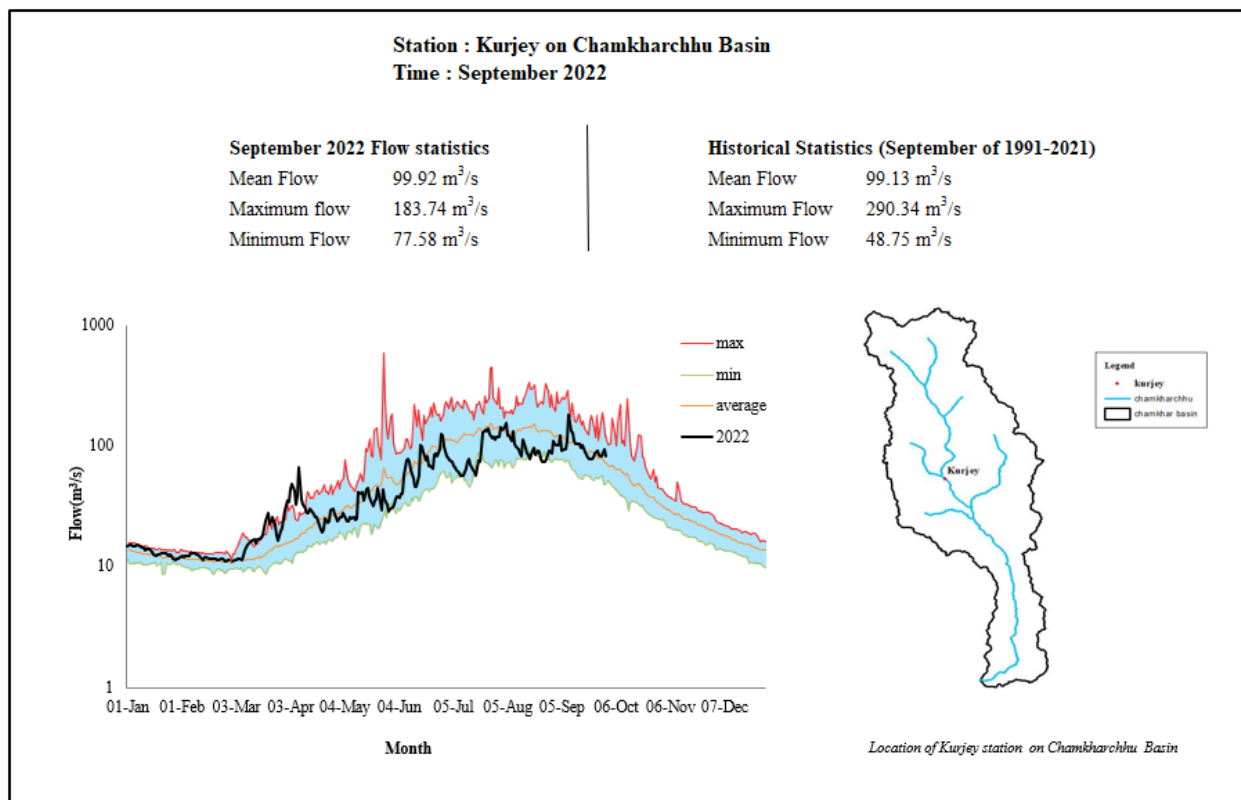 Station : Kurjey on Chamkharchhu Basin
Time : September 2022
September 2022 Flow statistics
Mean Flow 99.92 m³/s
Maximum flow 183.74 m³/s
Minimum Flow 77.58 m³/s
Historical Statistics (September of 1991-2021)
Mean Flow 99.13 m³/s
Maximum Flow 290.34 m³/s
Minimum Flow 48.75 m³/s
Flow(m³/s)
1000
100
10
1
max
min
average
2022
01-Jan 01-Feb 03-Mar 03-Apr 04-May 04-Jun 05-Jul 05-Aug 05-Sep 06-Oct 06-Nov 07-Dec
Month
Kurjey
Legend
kurjey
chamkharchhu
chamkhar basin
Location of Kurjey station on Chamkharchhu Basin